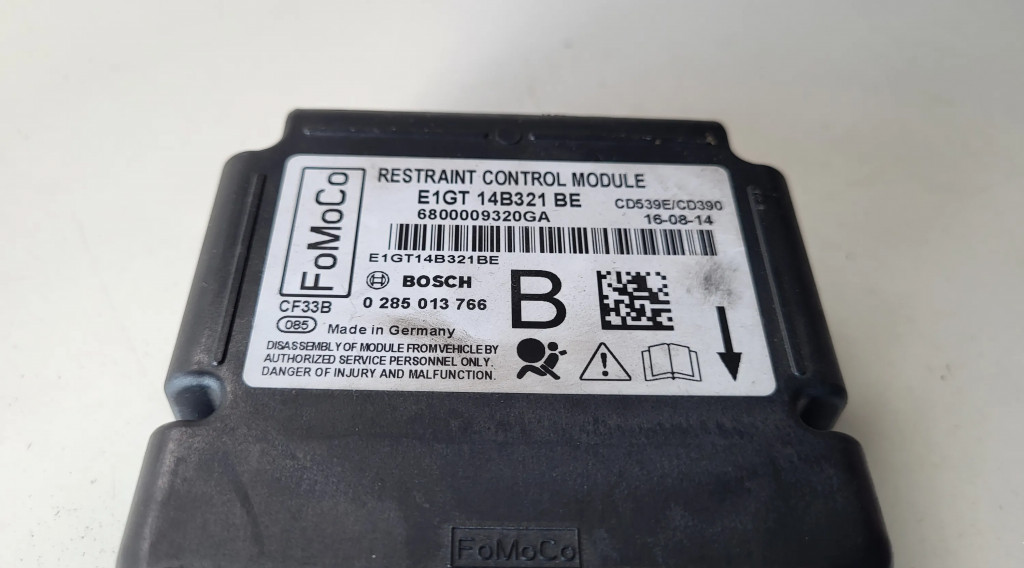 FoMoCo
RESTRAINT CONTROL MODULE
E1GT 14B321 BE
CD539E/CD390
6800009320GA
16-08-14
E1GT14B321BE
BOSCH
0 285 013 766
B
CF33B
085
Made in Germany
DISASSEMBLY OF MODULE FROM VEHICLE BY
AUTHORIZED SERVICE PERSONNEL ONLY.
DANGER OF INJURY AND MALFUNCTION.
FoMoCo